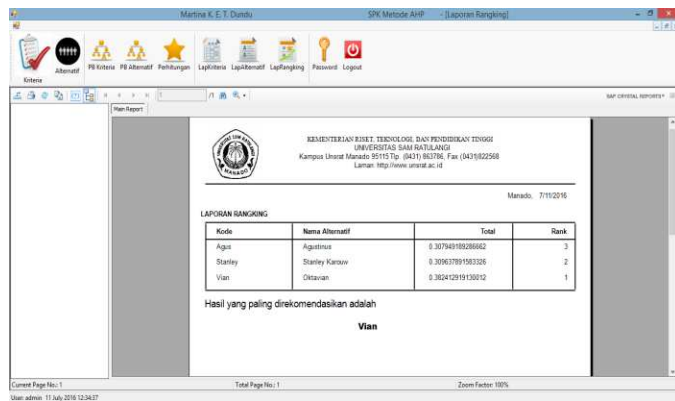 Martina K. E. T. Dundu SPK Metode AHP - [Laporan Rangking]
Kriteria Alternatif PB Kriteria PB Alternatif Perhitungan LapKriteria LapAlternatif LapRangking Password Logout
SAP CRYSTAL REPORTS
Main Report
KEMENTERIAN RISET, TEKNOLOGI, DAN PENDIDIKAN TINGGI
UNIVERSITAS SAM RATULANGI
Kampus Unsrat Manado 95115 Tlp. (0431) 863786, Fax (0431)822568
Laman: http://www.unsrat.ac.id
Manado, 7/11/2016
LAPORAN RANGKING
Kode Nama Alternatif Total Rank
Agus Agustinus 0.307949189286662 3
Stanley Stanley Karouw 0.309637891583326 2
Vian Oktavian 0.382412919130012 1
Hasil yang paling direkomendasikan adalah
Vian
Current Page No.: 1 Total Page No.: 1 Zoom Factor: 100%
User: admin 11 July 2016 12:34:37